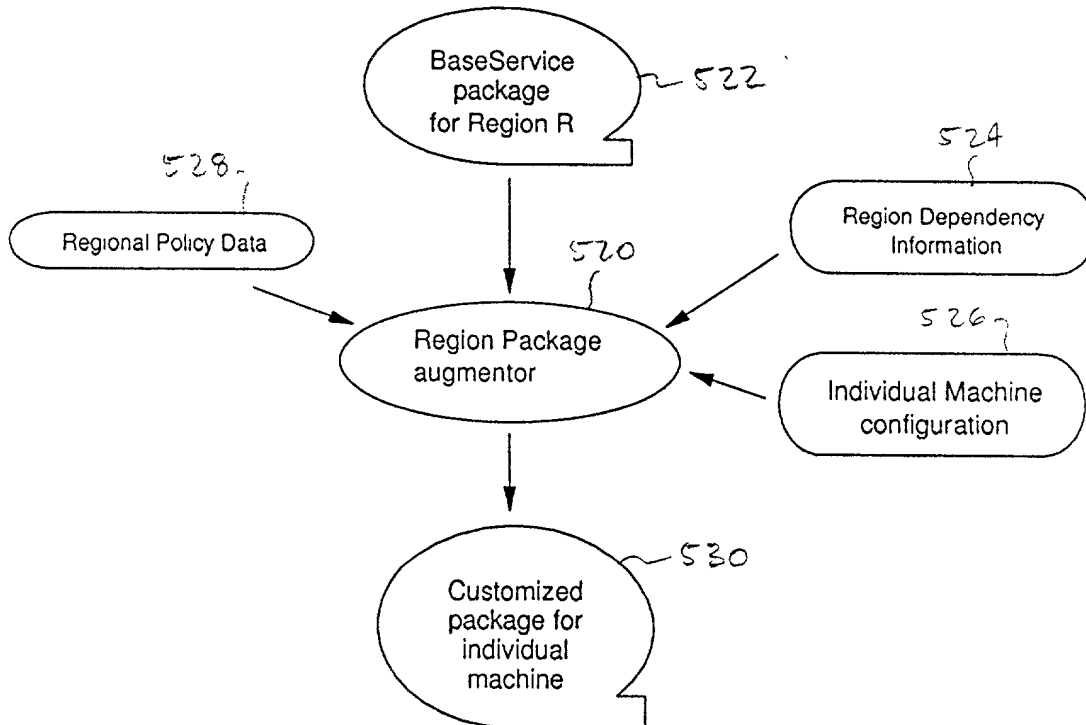 BaseService
package
for Region R
522
528
Regional Policy Data
524
Region Dependency
Information
520
Region Package
augmentor
526
Individual Machine
configuration
530
Customized
package for
individual
machine